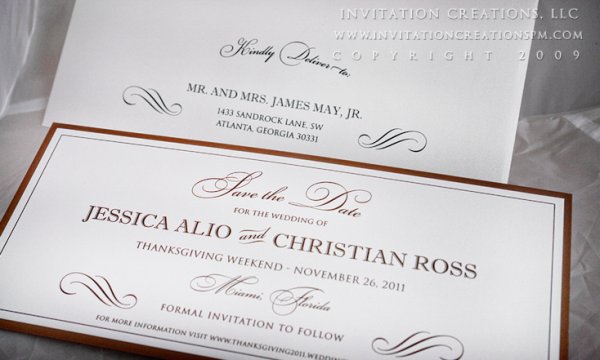 INVITATION CREATIONS, LLC
WWW.INVITATIONCREATIONSPM.COM
COPYRIGHT 2009
Kindly Deliver to,
MR. AND MRS. JAMES MAY, JR.
1433 SANDROCK LANE, SW
ATLANTA, GEORGIA 30331
Save the Date
FOR THE WEDDING OF
JESSICA ALIO and CHRISTIAN ROSS
THANKSGIVING WEEKEND - NOVEMBER 26, 2011
Miami, Florida
FORMAL INVITATION TO FOLLOW
FOR MORE INFORMATION VISIT WWW.THANKSGIVING2011.WEDDING